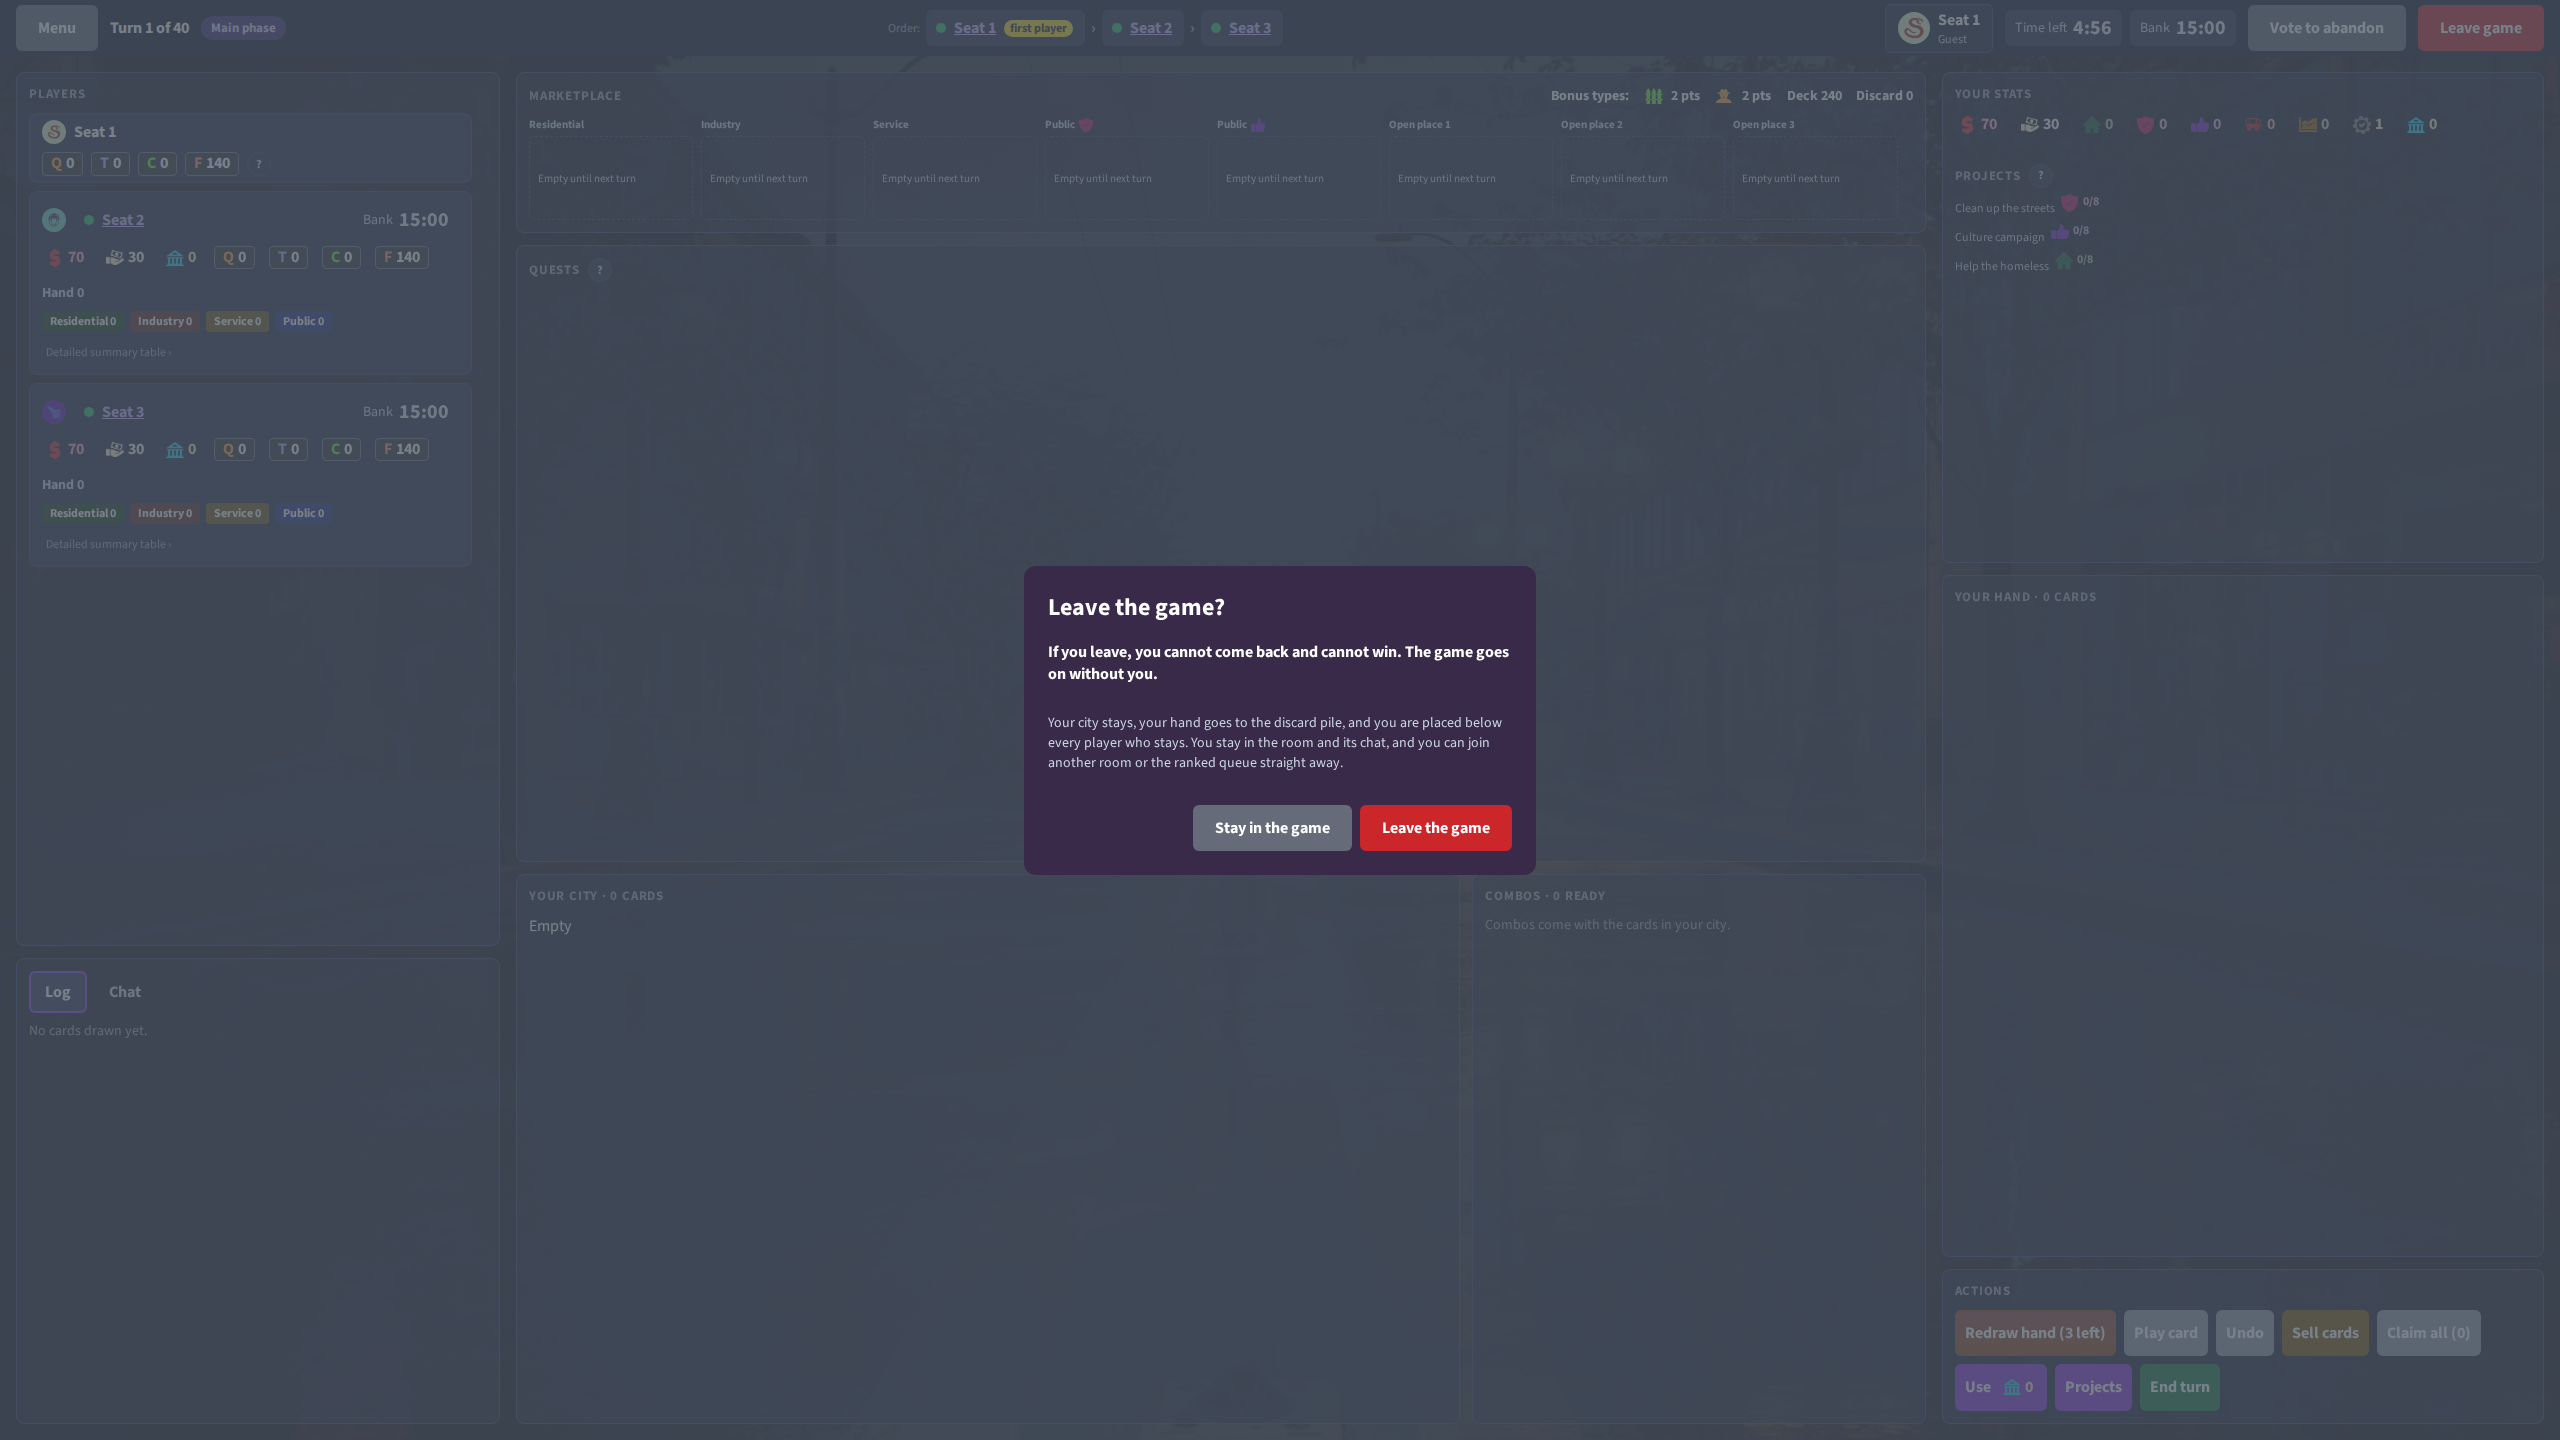 Menu
Turn 1 of 40
Main phase
Order:
Seat 1 first player › Seat 2 › Seat 3
Seat 1
Guest
Time left 4:56
Bank 15:00
Vote to abandon
Leave game
PLAYERS
Seat 1
Q 0 T 0 C 0 F 140 ?
Seat 2
Bank 15:00
70 30 0 Q 0 T 0 C 0 F 140
Hand 0
Residential 0 Industry 0 Service 0 Public 0
Detailed summary table ›
Seat 3
Bank 15:00
70 30 0 Q 0 T 0 C 0 F 140
Hand 0
Residential 0 Industry 0 Service 0 Public 0
Detailed summary table ›
Log
Chat
No cards drawn yet.
MARKETPLACE
Bonus types: 2 pts 2 pts Deck 240 Discard 0
Residential Industry Service Public Public Open place 1 Open place 2 Open place 3
Empty until next turn Empty until next turn Empty until next turn Empty until next turn Empty until next turn Empty until next turn Empty until next turn Empty until next turn
QUESTS ?
Leave the game?
If you leave, you cannot come back and cannot win. The game goes
on without you.
Your city stays, your hand goes to the discard pile, and you are placed below
every player who stays. You stay in the room and its chat, and you can join
another room or the ranked queue straight away.
Stay in the game
Leave the game
YOUR CITY · 0 CARDS
Empty
COMBOS · 0 READY
Combos come with the cards in your city.
YOUR STATS
$ 70 30 0 0 0 0 0 1 0
PROJECTS ?
Clean up the streets 0/8
Culture campaign 0/8
Help the homeless 0/8
YOUR HAND · 0 CARDS
ACTIONS
Redraw hand (3 left) Play card Undo Sell cards Claim all (0)
Use 0 Projects End turn